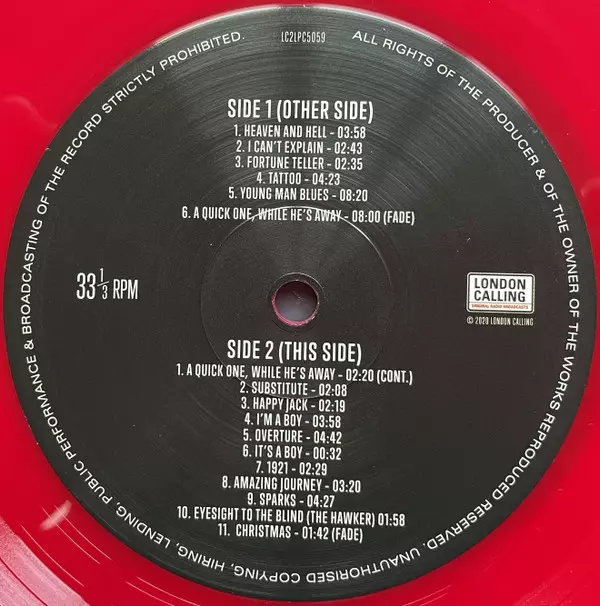 PUBLIC PERFORMANCE & BROADCASTING OF THE RECORD STRICTLY PROHIBITED.
LC2LPC5059
ALL RIGHTS OF THE PRODUCER & OF THE OWNER OF THE WORKS REPRODUCED RESERVED. UNAUTHORISED COPYING, HIRING, LENDING,
SIDE 1 (OTHER SIDE)
1. HEAVEN AND HELL - 03:58
2. I CAN'T EXPLAIN - 02:43
3. FORTUNE TELLER - 02:35
4. TATTOO - 04:23
5. YOUNG MAN BLUES - 08:20
6. A QUICK ONE, WHILE HE'S AWAY - 08:00 (FADE)
33 1/3 RPM
LONDON
CALLING
ORIGINAL RADIO BROADCASTS
© 2020 LONDON CALLING
SIDE 2 (THIS SIDE)
1. A QUICK ONE, WHILE HE'S AWAY - 02:20 (CONT.)
2. SUBSTITUTE - 02:08
3. HAPPY JACK - 02:19
4. I'M A BOY - 03:58
5. OVERTURE - 04:42
6. IT'S A BOY - 00:32
7. 1921 - 02:29
8. AMAZING JOURNEY - 03:20
9. SPARKS - 04:27
10. EYESIGHT TO THE BLIND (THE HAWKER) 01:58
11. CHRISTMAS - 01:42 (FADE)